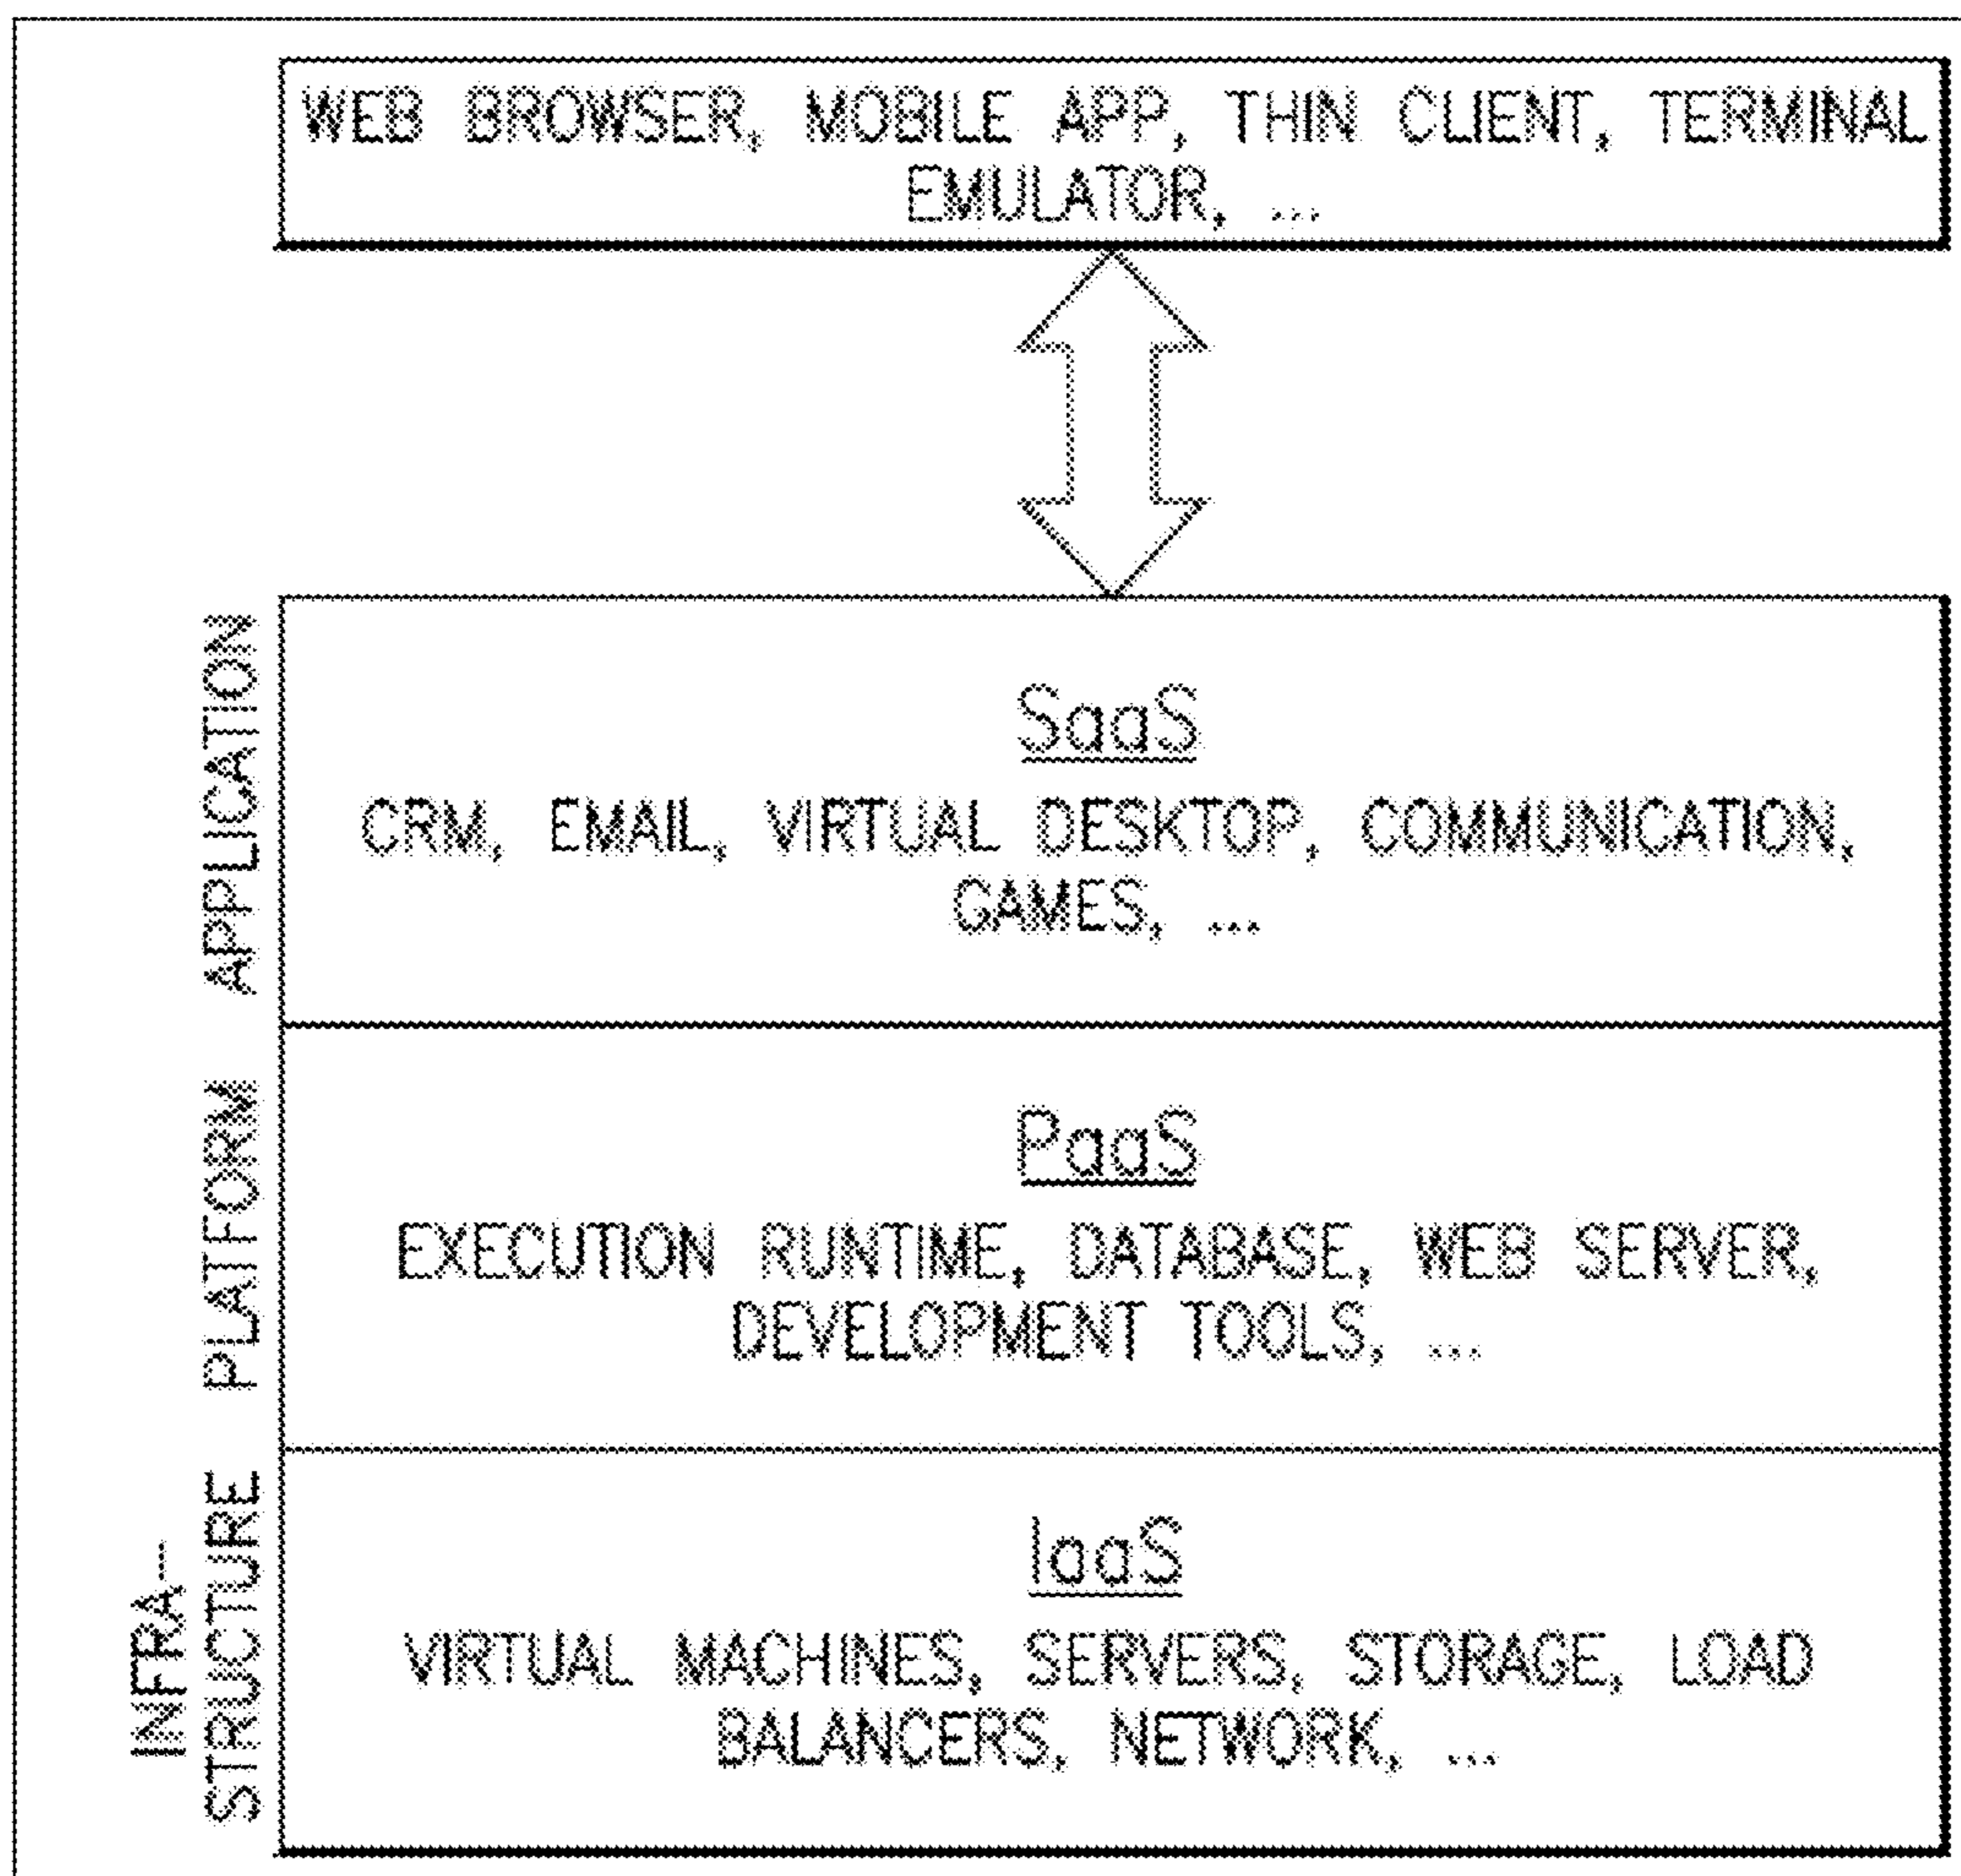 WEB BROWSER, MOBILE APP, THIN CLIENT, TERMINAL
EMULATOR, ...
APPLICATION
SaaS
CRM, EMAIL, VIRTUAL DESKTOP, COMMUNICATION,
GAMES, ...
PLATFORM
PaaS
EXECUTION RUNTIME, DATABASE, WEB SERVER,
DEVELOPMENT TOOLS, ...
INFRA-
STRUCTURE
IaaS
VIRTUAL MACHINES, SERVERS, STORAGE, LOAD
BALANCERS, NETWORK, ...